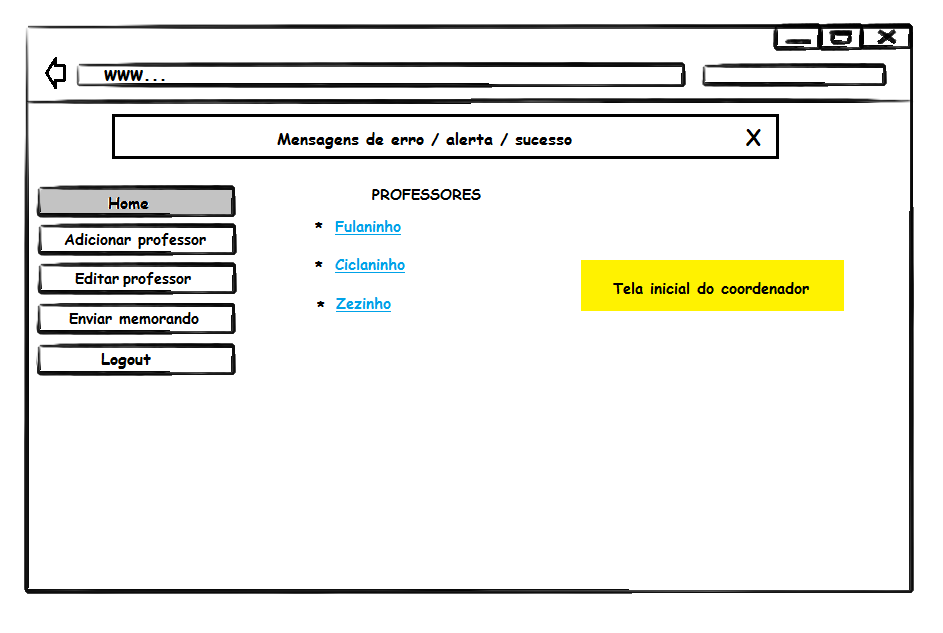 www...
Mensagens de erro / alerta / sucesso X
Home
Adicionar professor
Editar professor
Enviar memorando
Logout
PROFESSORES
* Fulaninho
* Ciclaninho
* Zezinho
Tela inicial do coordenador